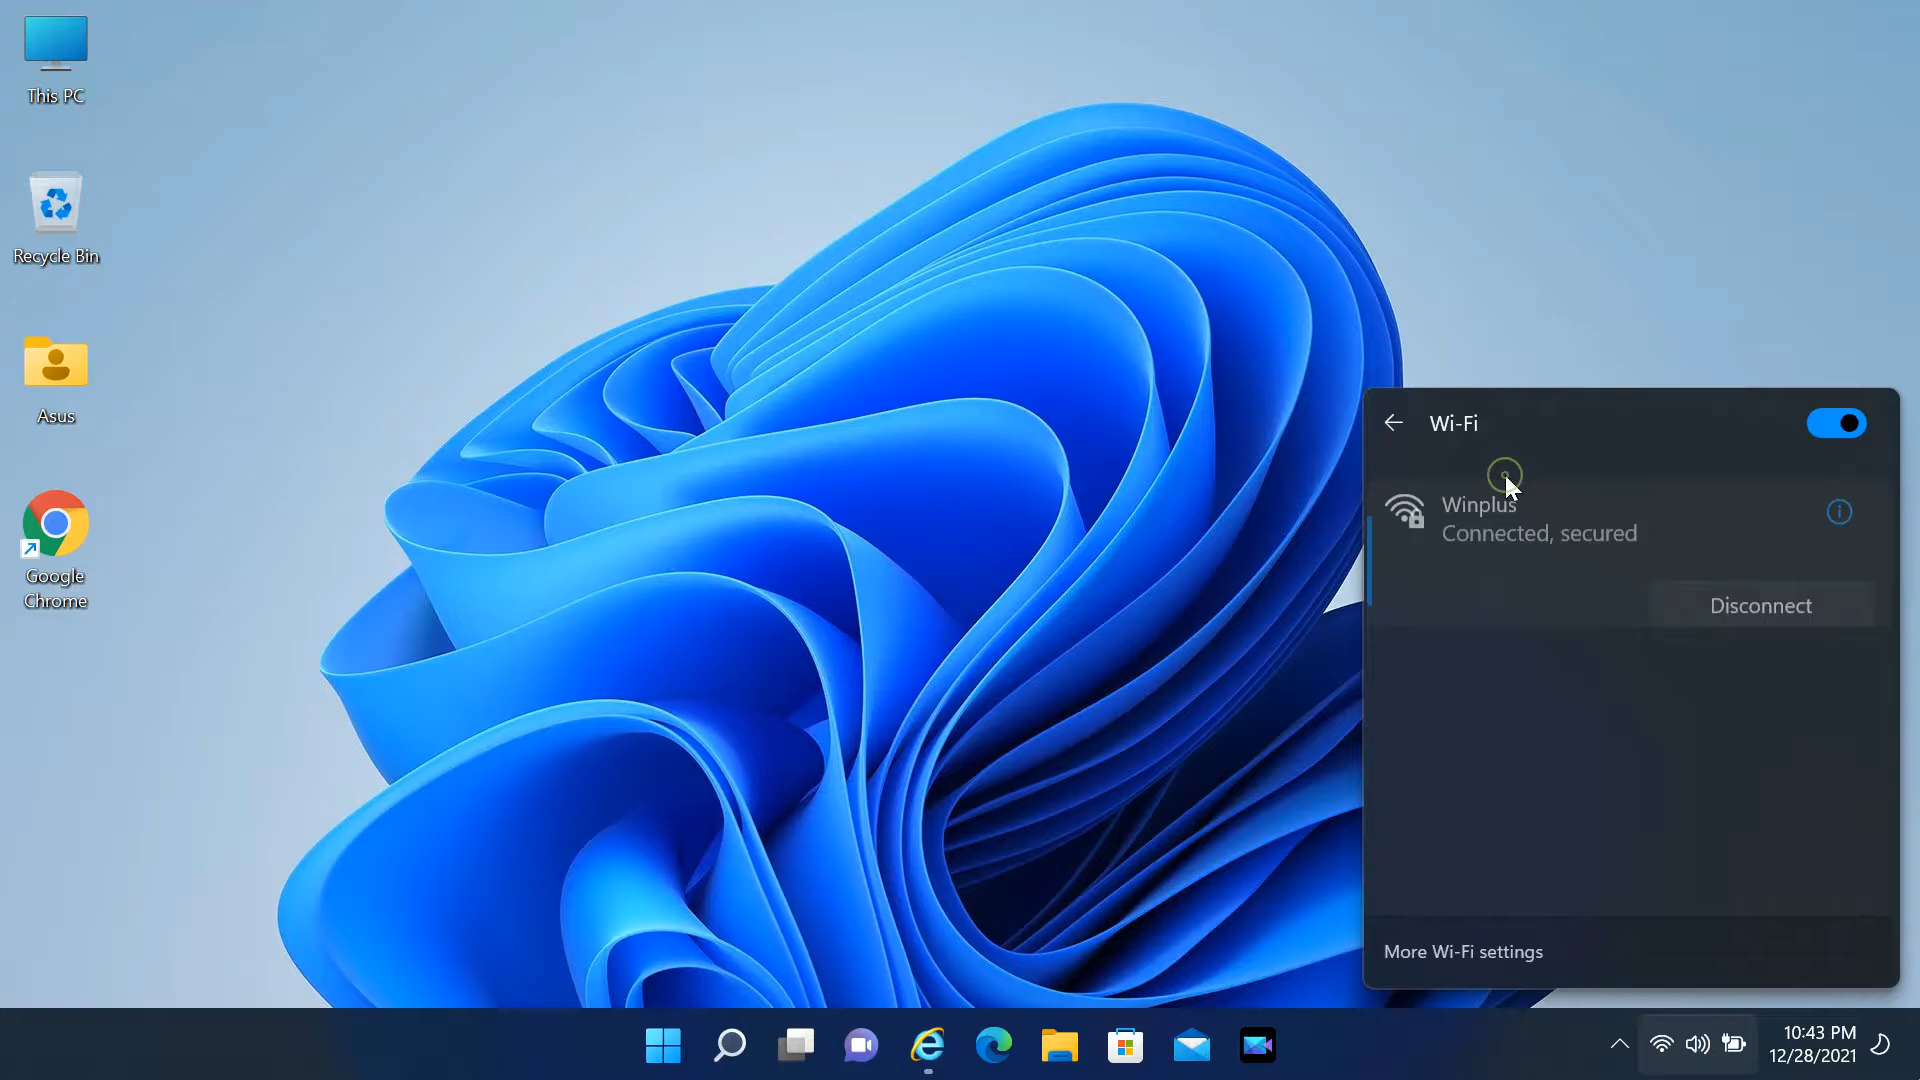 This PC
Recycle Bin
Asus
Google
Chrome
Wi-Fi
Winplus
Connected, secured
Disconnect
More Wi-Fi settings
10:43 PM
12/28/2021